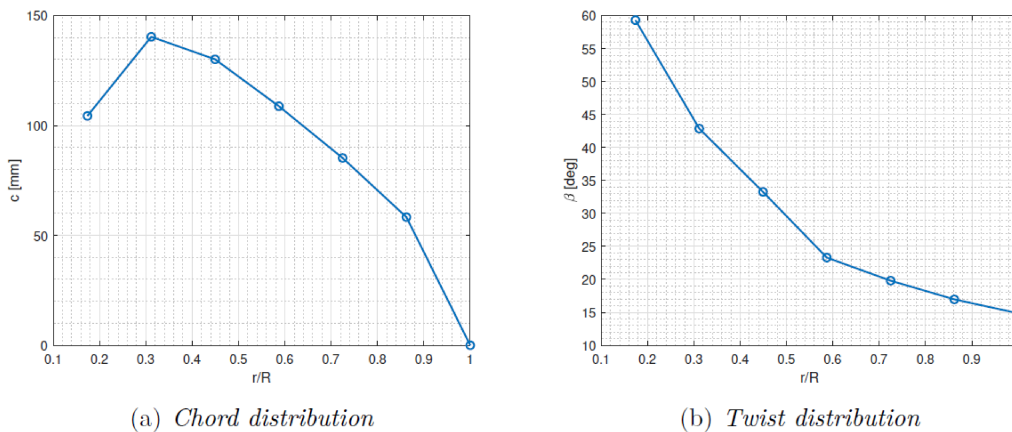 150
100
50
0
c [mm]
0.1 0.2 0.3 0.4 0.5 0.6 0.7 0.8 0.9 1
r/R
(a) Chord distribution
60
55
50
45
40
35
30
25
20
15
10
β [deg]
0.1 0.2 0.3 0.4 0.5 0.6 0.7 0.8 0.9
r/R
(b) Twist distribution